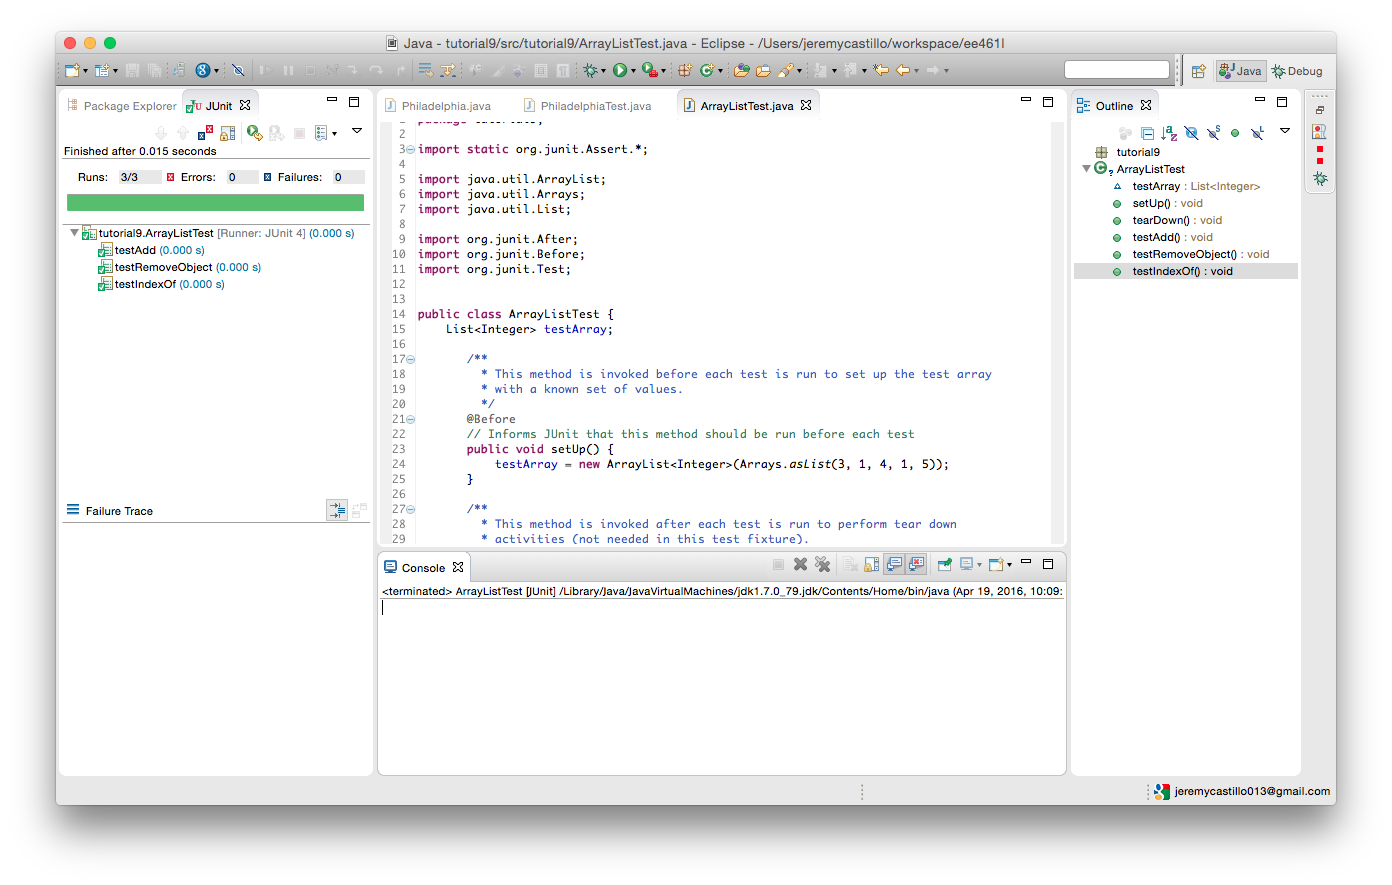 Java - tutorial9/src/tutorial9/ArrayListTest.java - Eclipse - /Users/jeremycastillo/workspace/ee461l
Java
Debug
Package Explorer
JUnit
Finished after 0.015 seconds
Runs: 3/3 Errors: 0 Failures: 0
tutorial9.ArrayListTest [Runner: JUnit 4] (0.000 s)
testAdd (0.000 s)
testRemoveObject (0.000 s)
testIndexOf (0.000 s)
Failure Trace
Philadelphia.java
PhiladelphiaTest.java
ArrayListTest.java
2
3 import static org.junit.Assert.*;
4
5 import java.util.ArrayList;
6 import java.util.Arrays;
7 import java.util.List;
8
9 import org.junit.After;
10 import org.junit.Before;
11 import org.junit.Test;
12
13
14 public class ArrayListTest {
15 List<Integer> testArray;
16
17 /**
18 * This method is invoked before each test is run to set up the test array
19 * with a known set of values.
20 */
21 @Before
22 // Informs JUnit that this method should be run before each test
23 public void setUp() {
24 testArray = new ArrayList<Integer>(Arrays.asList(3, 1, 4, 1, 5));
25 }
26
27 /**
28 * This method is invoked after each test is run to perform tear down
29 * activities (not needed in this test fixture).
Console
<terminated> ArrayListTest [JUnit] /Library/Java/JavaVirtualMachines/jdk1.7.0_79.jdk/Contents/Home/bin/java (Apr 19, 2016, 10:09:
Outline
tutorial9
ArrayListTest
testArray : List<Integer>
setUp() : void
tearDown() : void
testAdd() : void
testRemoveObject() : void
testIndexOf() : void
jeremycastillo013@gmail.com